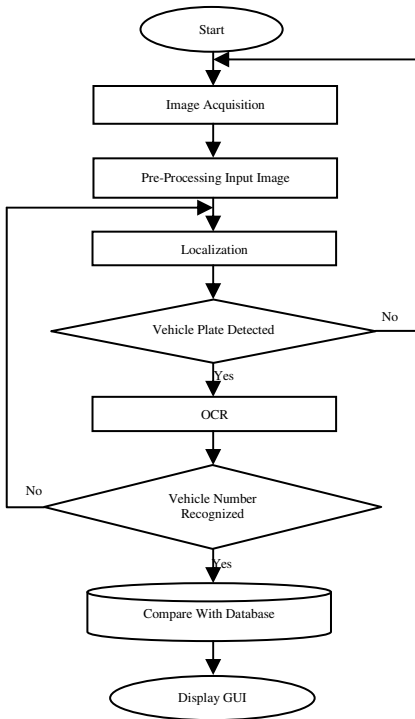 Start
Image Acquisition
Pre-Processing Input Image
Localization
No
Vehicle Plate Detected
Yes
OCR
No
Vehicle Number
Recognized
Yes
Compare With Database
Display GUI